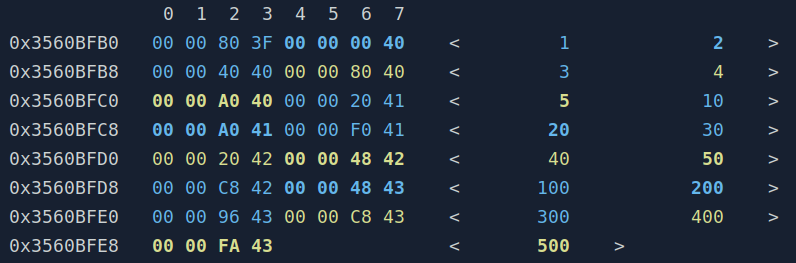 0 1 2 3 4 5 6 7
0x3560BFB0 00 00 80 3F 00 00 00 40 < 1 2 >
0x3560BFB8 00 00 40 40 00 00 80 40 < 3 4 >
0x3560BFC0 00 00 A0 40 00 00 20 41 < 5 10 >
0x3560BFC8 00 00 A0 41 00 00 F0 41 < 20 30 >
0x3560BFD0 00 00 20 42 00 00 48 42 < 40 50 >
0x3560BFD8 00 00 C8 42 00 00 48 43 < 100 200 >
0x3560BFE0 00 00 96 43 00 00 C8 43 < 300 400 >
0x3560BFE8 00 00 FA 43 < 500 >